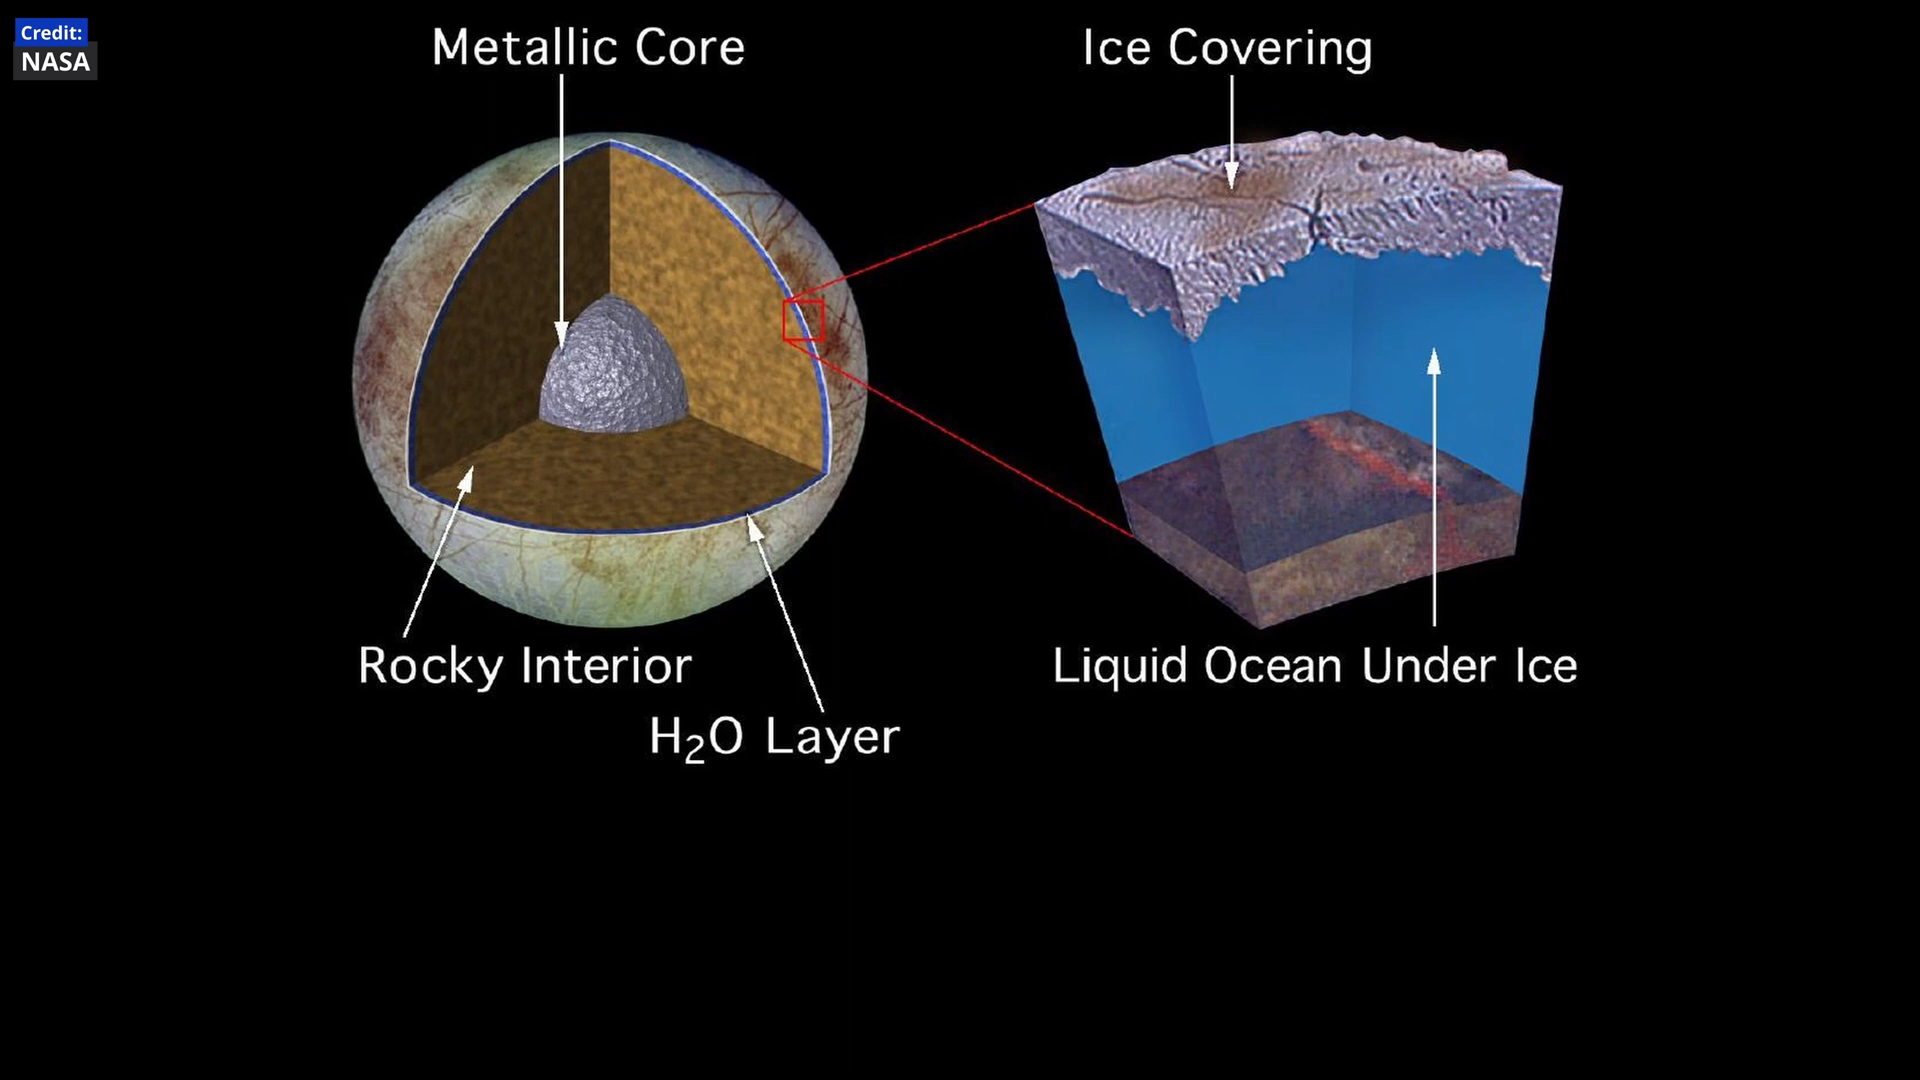 Credit:
NASA
Metallic Core
Ice Covering
Rocky Interior
Liquid Ocean Under Ice
H₂O Layer